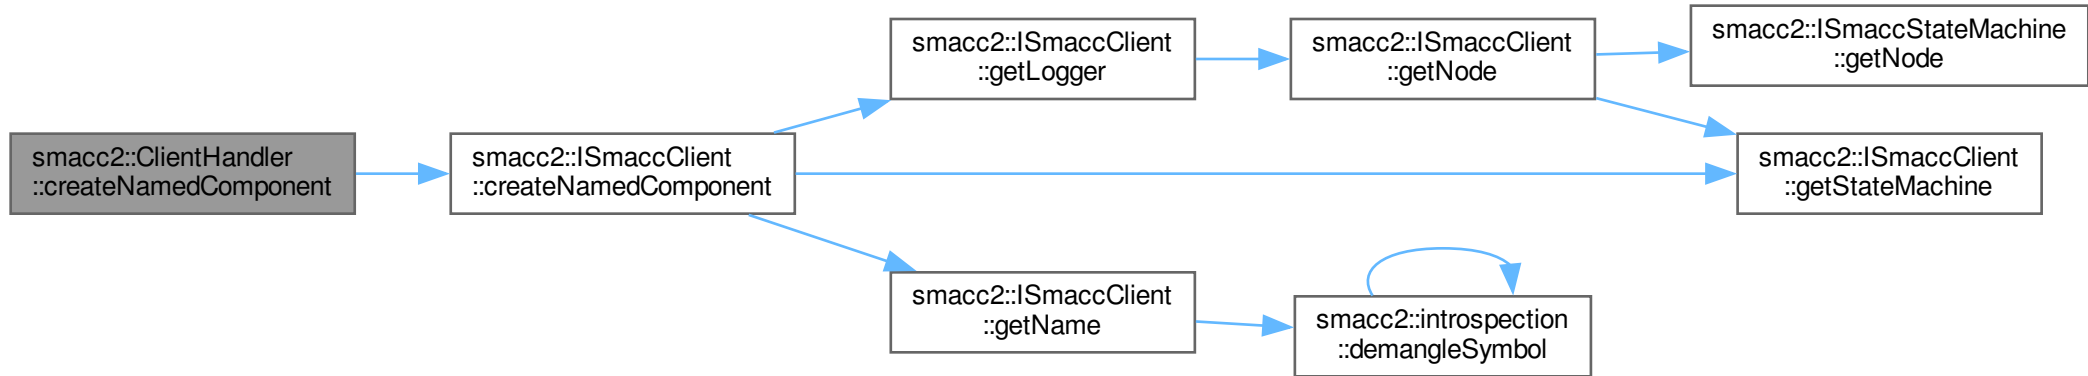 smacc2::ClientHandler
::createNamedComponent
smacc2::ISmaccClient
::createNamedComponent
smacc2::ISmaccClient
::getLogger
smacc2::ISmaccClient
::getNode
smacc2::ISmaccStateMachine
::getNode
smacc2::ISmaccClient
::getStateMachine
smacc2::ISmaccClient
::getName
smacc2::introspection
::demangleSymbol